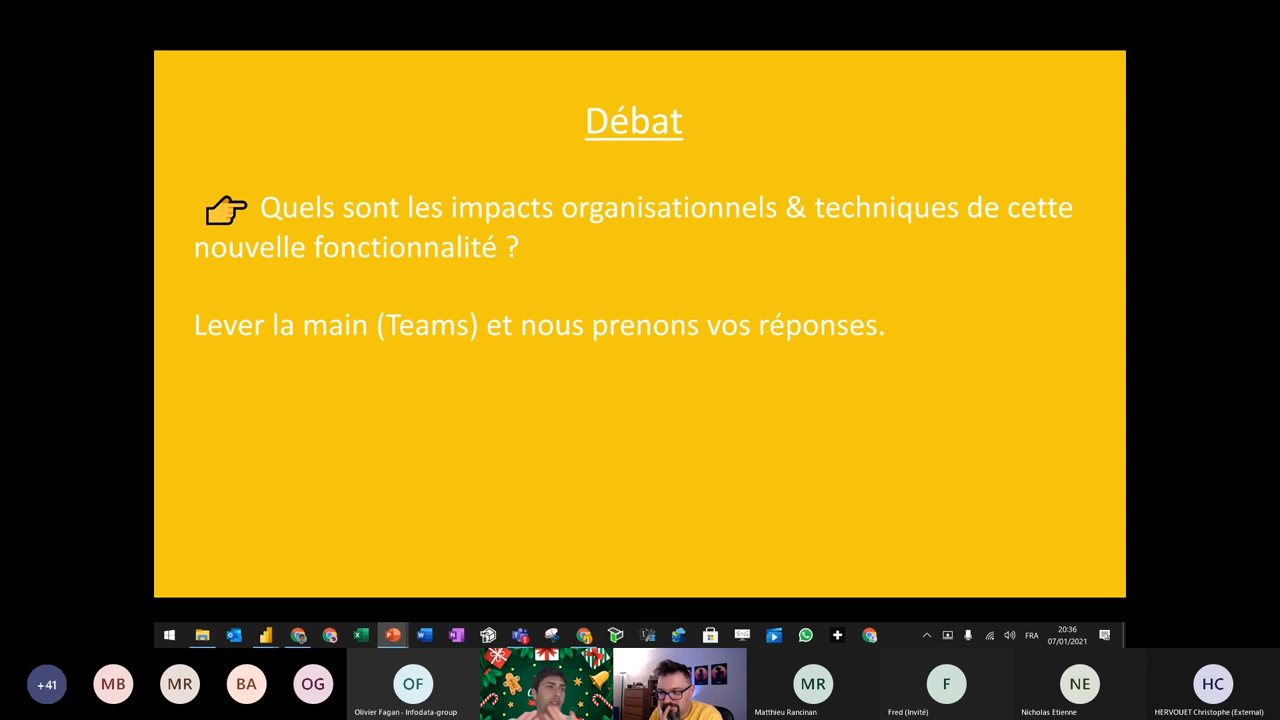 Débat
Quels sont les impacts organisationnels & techniques de cette
nouvelle fonctionnalité ?
Lever la main (Teams) et nous prenons vos réponses.
FRA
20:36
07/01/2021
+41
MB
MR
BA
OG
OF
MR
F
NE
HC
Olivier Fagan - Infodata-group
Matthieu Rancinan
Fred (Invité)
Nicholas Etienne
HERVOUET Christophe (External)